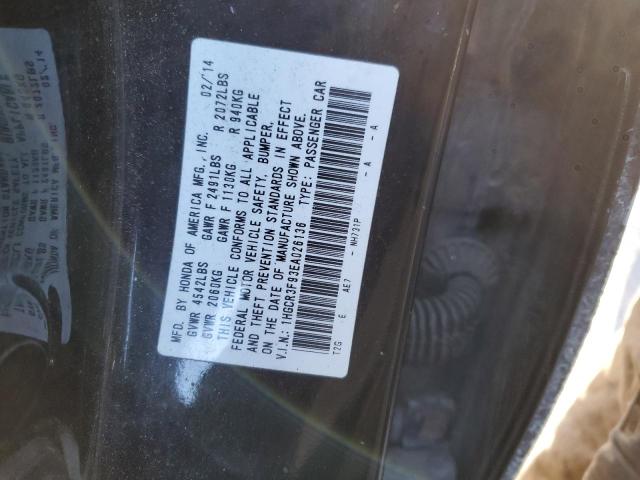 MFD. BY HONDA OF AMERICA MFG., INC. 02/'14
GVWR 4542LBS GAWR F 2491LBS R 2072LBS
GVWR 2060KG GAWR F 1130KG R 940KG
THIS VEHICLE CONFORMS TO ALL APPLICABLE
FEDERAL MOTOR VEHICLE SAFETY, BUMPER,
AND THEFT PREVENTION STANDARDS IN EFFECT
ON THE DATE OF MANUFACTURE SHOWN ABOVE.
V.I.N.: 1HGCR3F93EA026136 TYPE: PASSENGER CAR
T2G E AE7 - NH731P - A - A